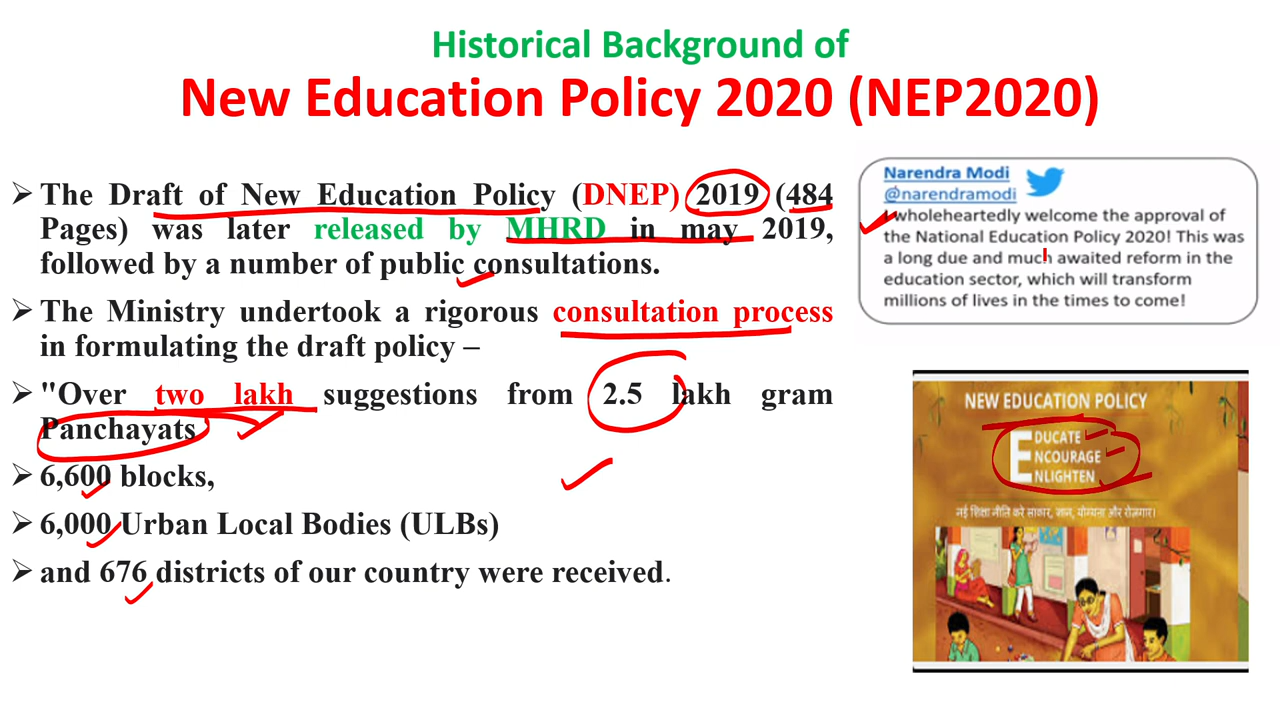 Historical Background of
New Education Policy 2020 (NEP2020)
➢ The Draft of New Education Policy (DNEP) 2019 (484
Pages) was later released by MHRD in may 2019,
followed by a number of public consultations.
➢ The Ministry undertook a rigorous consultation process
in formulating the draft policy –
➢ "Over two lakh suggestions from 2.5 lakh gram
Panchayats
➢ 6,600 blocks,
➢ 6,000 Urban Local Bodies (ULBs)
➢ and 676 districts of our country were received.
Narendra Modi
@narendramodi
I wholeheartedly welcome the approval of
the National Education Policy 2020! This was
a long due and much awaited reform in the
education sector, which will transform
millions of lives in the times to come!
NEW EDUCATION POLICY
EDUCATE
ENCOURAGE
ENLIGHTEN
नई शिक्षा नीति करे साकार, ज्ञान, योग्यता और रोजगार।